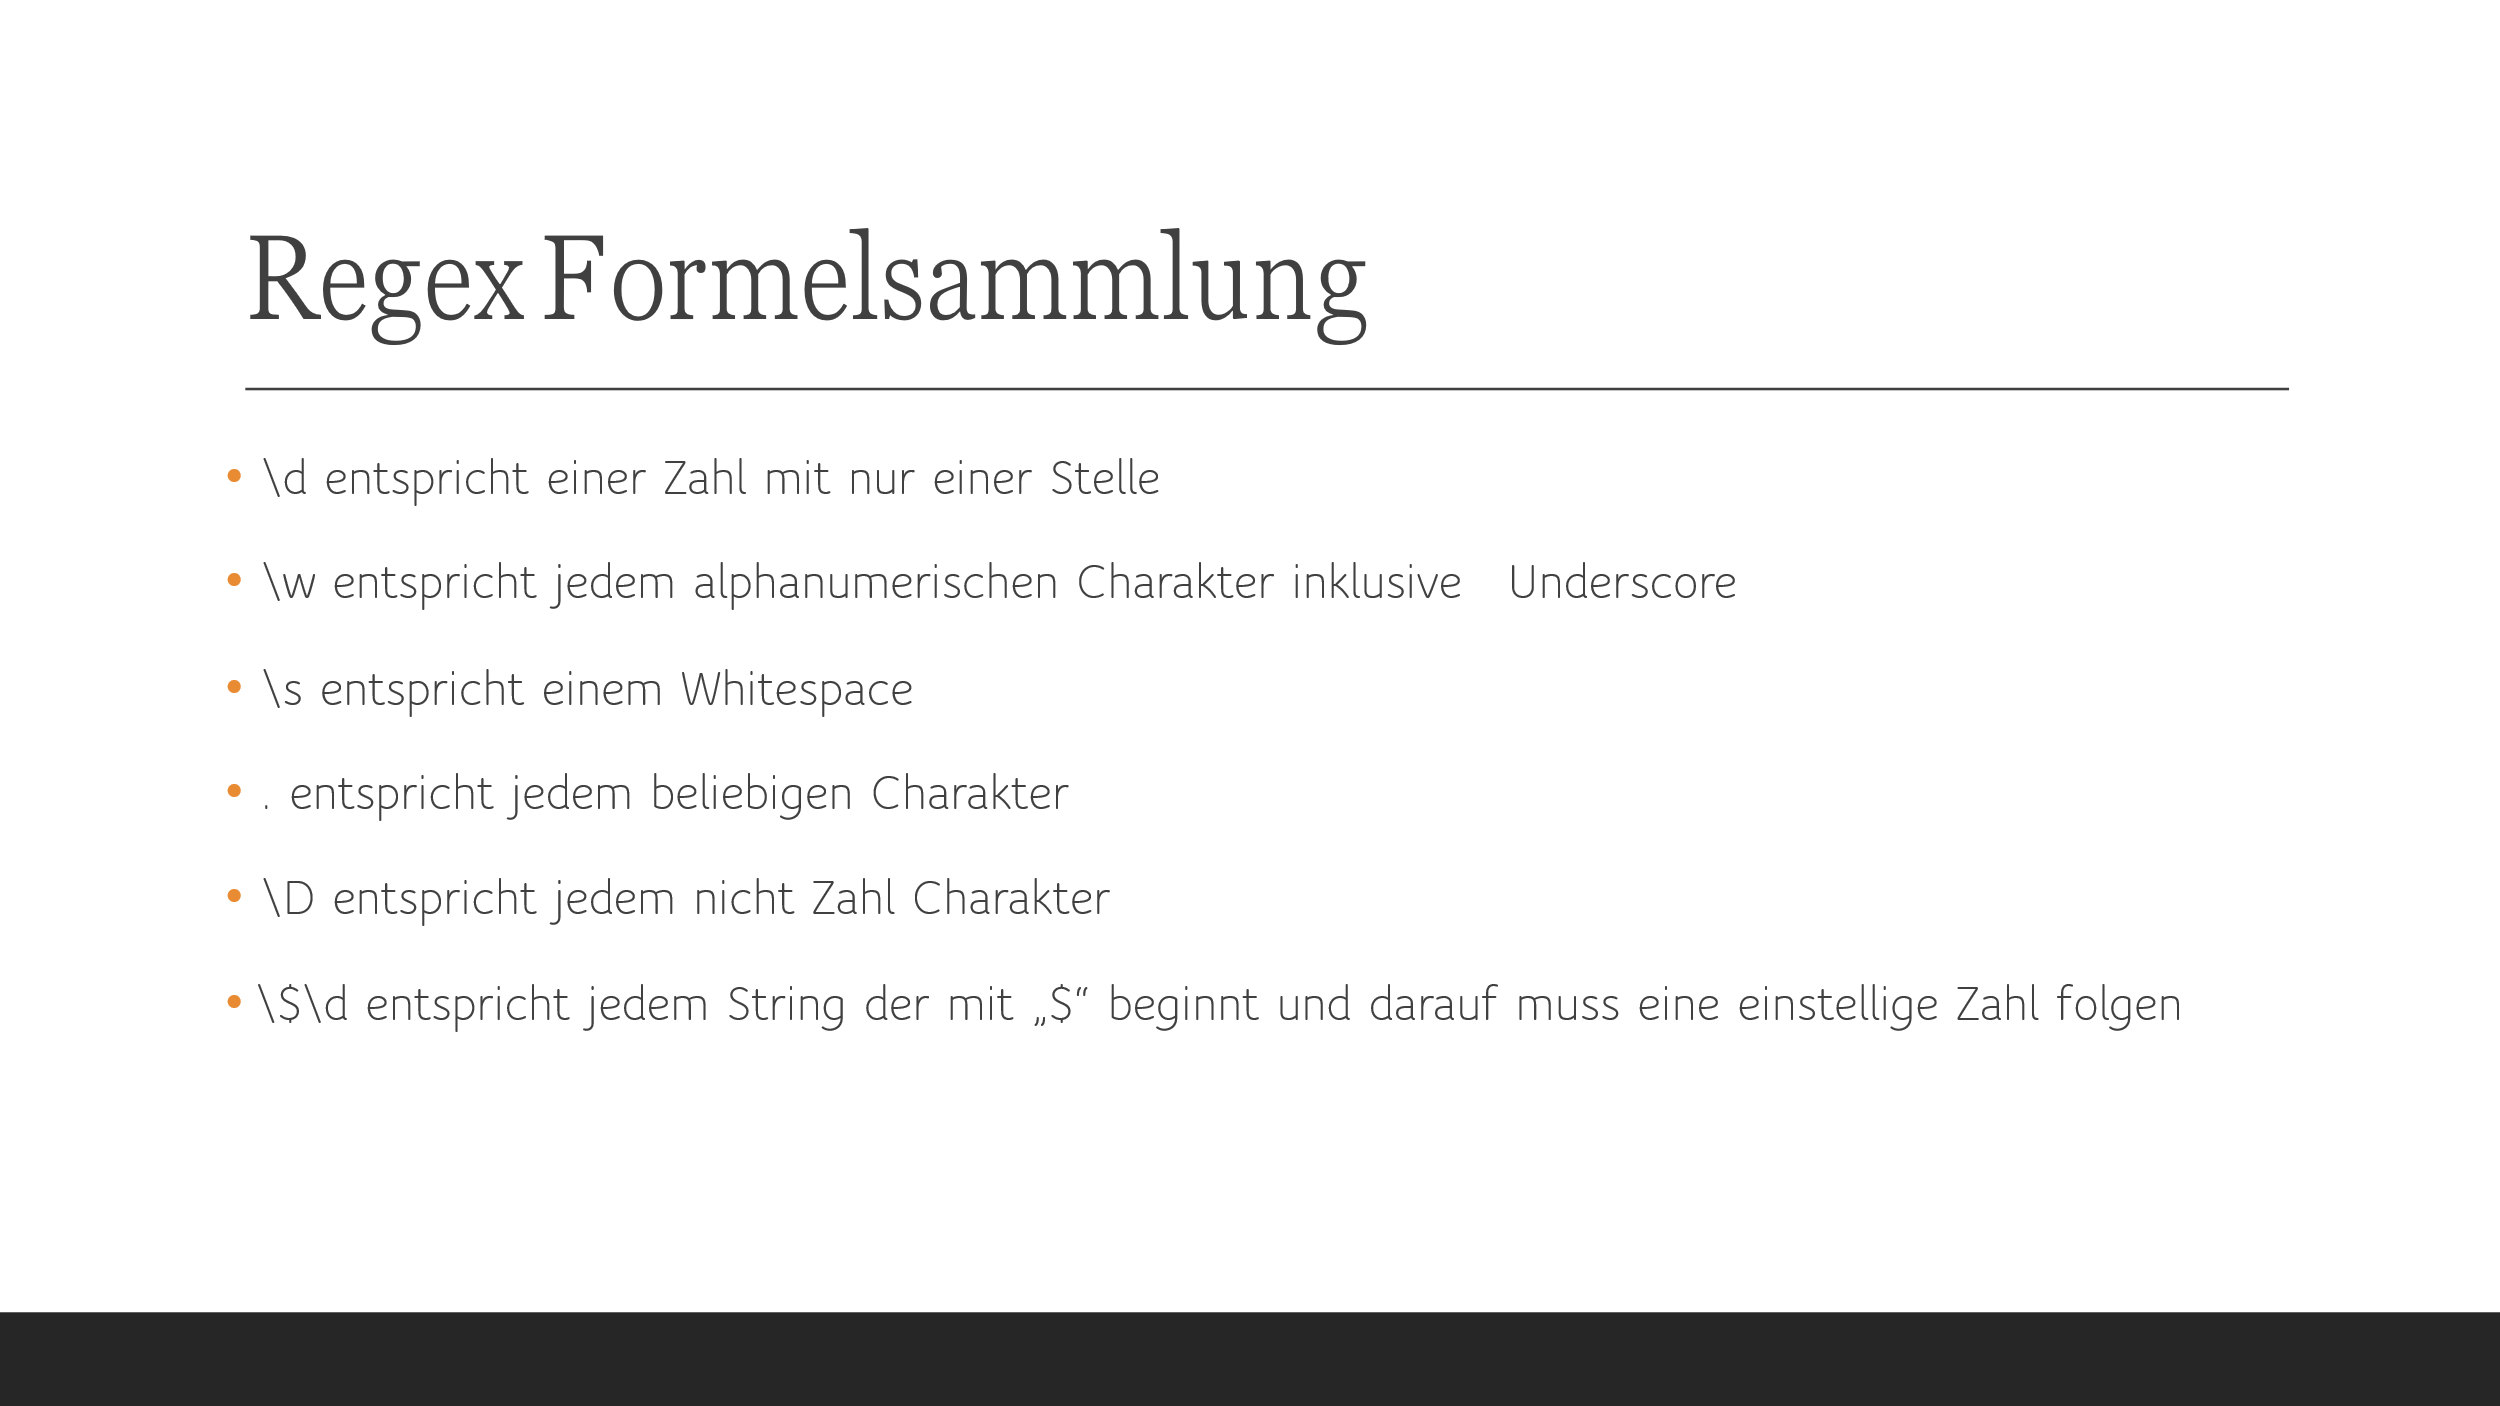 Regex Formelsammlung
• \d entspricht einer Zahl mit nur einer Stelle
• \w entspricht jedem alphanumerischen Charakter inklusive Underscore
• \s entspricht einem Whitespace
• . entspricht jedem beliebigen Charakter
• \D entspricht jedem nicht Zahl Charakter
• \$\d entspricht jedem String der mit „$“ beginnt und darauf muss eine einstellige Zahl folgen